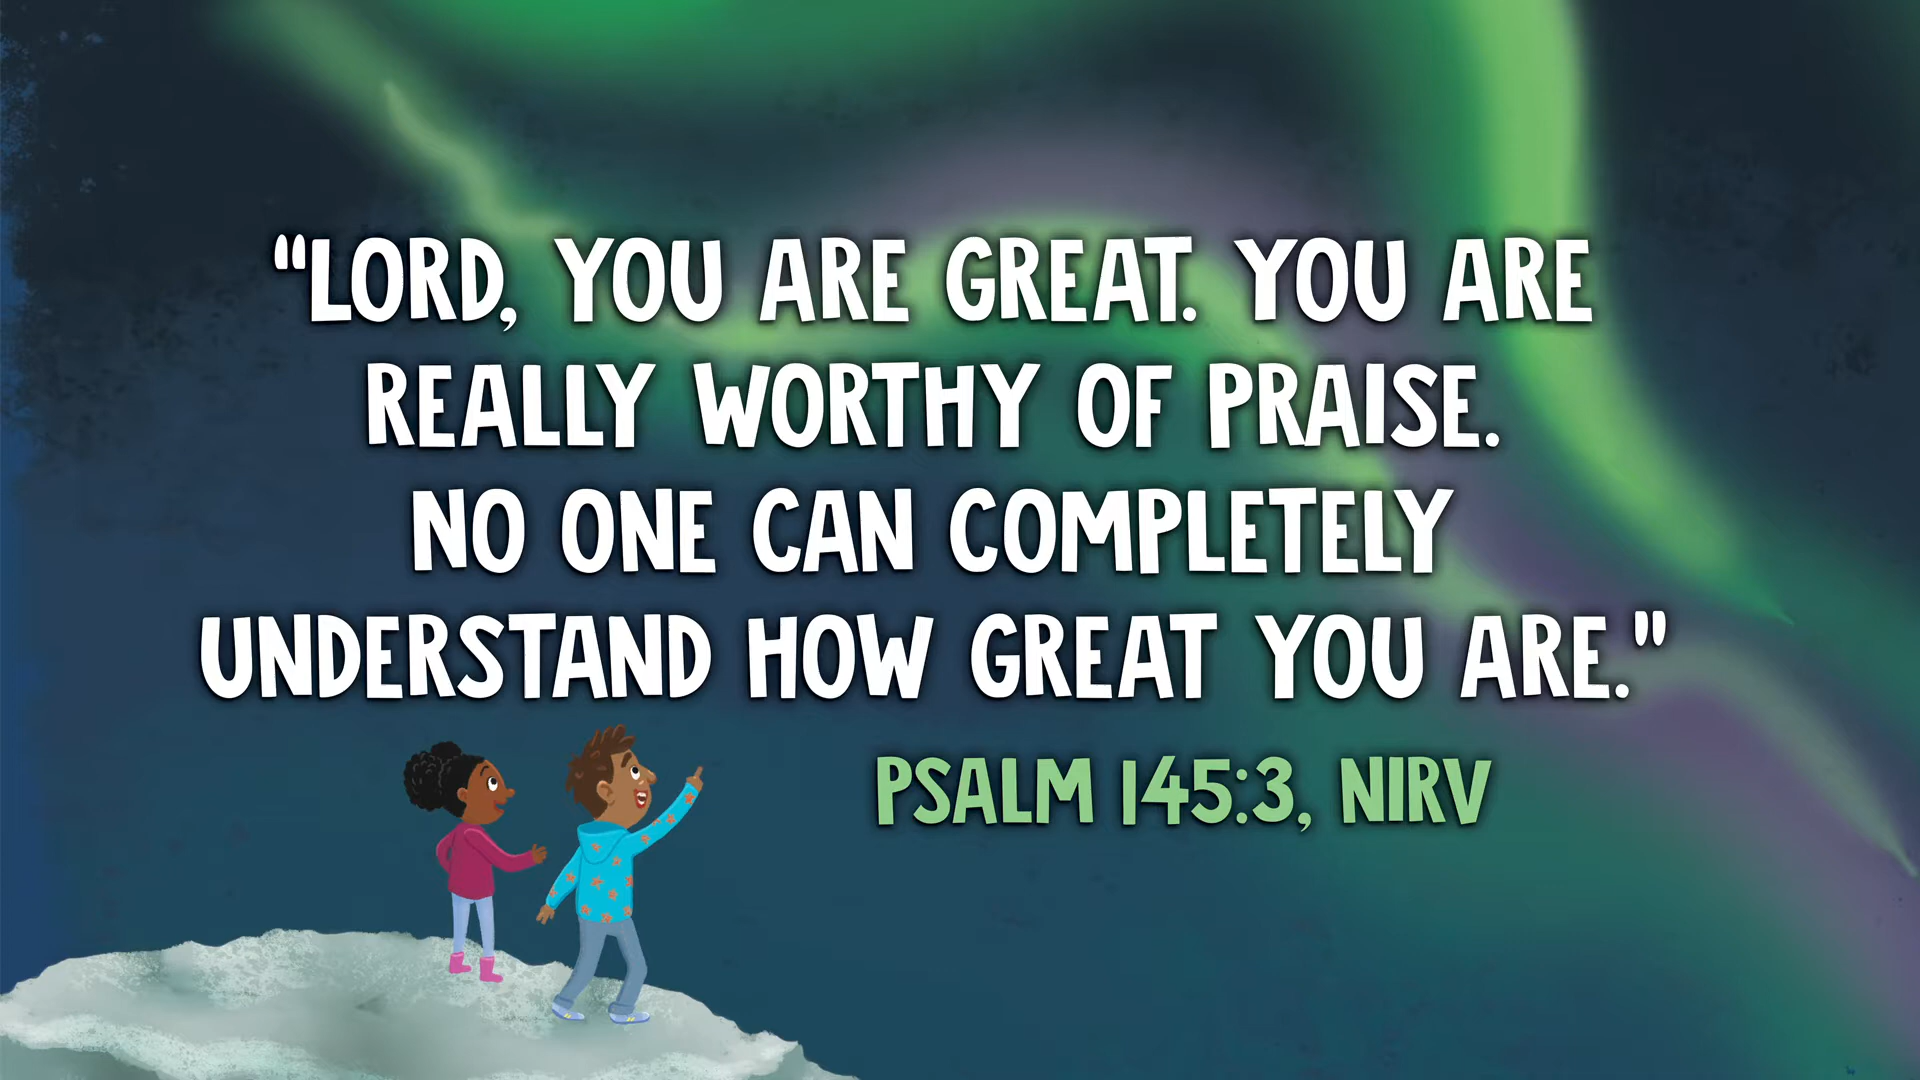 "LORD, YOU ARE GREAT. YOU ARE
REALLY WORTHY OF PRAISE.
NO ONE CAN COMPLETELY
UNDERSTAND HOW GREAT YOU ARE."
PSALM 145:3, NIRV